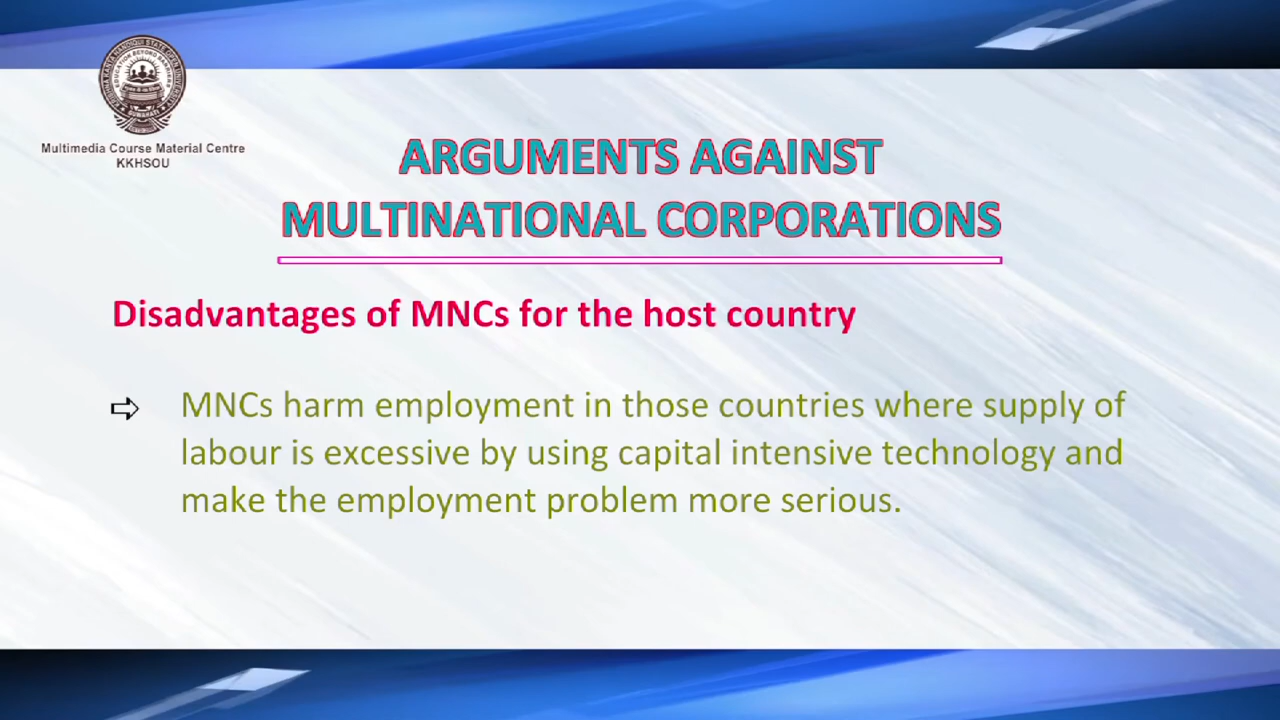 Multimedia Course Material Centre
KKHSOU
ARGUMENTS AGAINST
MULTINATIONAL CORPORATIONS
Disadvantages of MNCs for the host country
MNCs harm employment in those countries where supply of
labour is excessive by using capital intensive technology and
make the employment problem more serious.